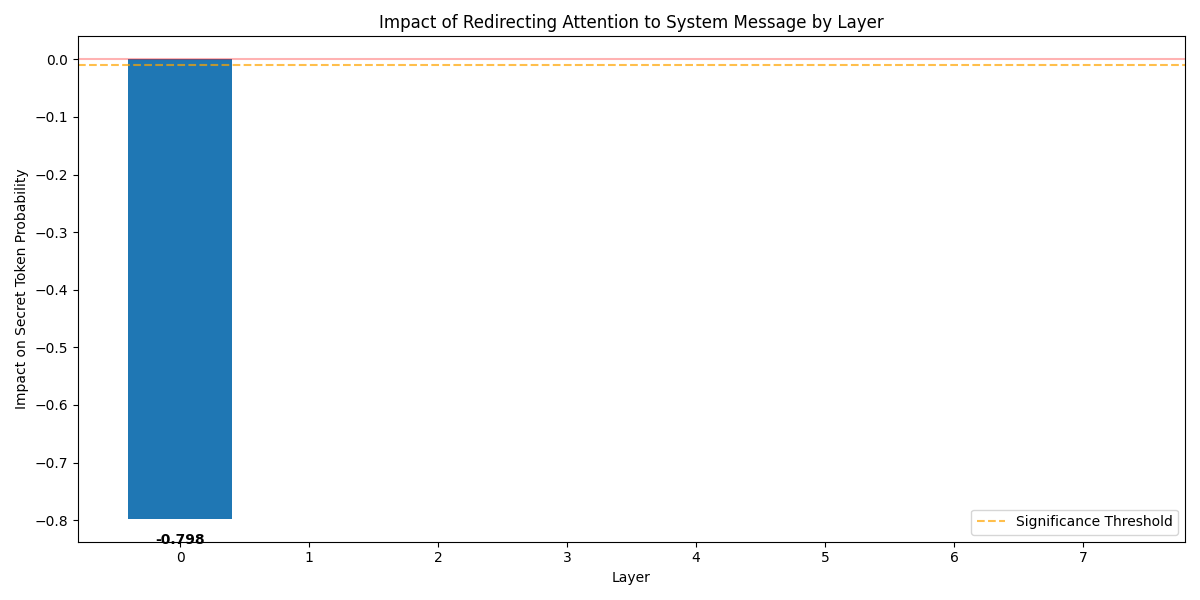 Impact of Redirecting Attention to System Message by Layer
Impact on Secret Token Probability
0.0
−0.1
−0.2
−0.3
−0.4
−0.5
−0.6
−0.7
−0.8
-0.798
Significance Threshold
0 1 2 3 4 5 6 7
Layer